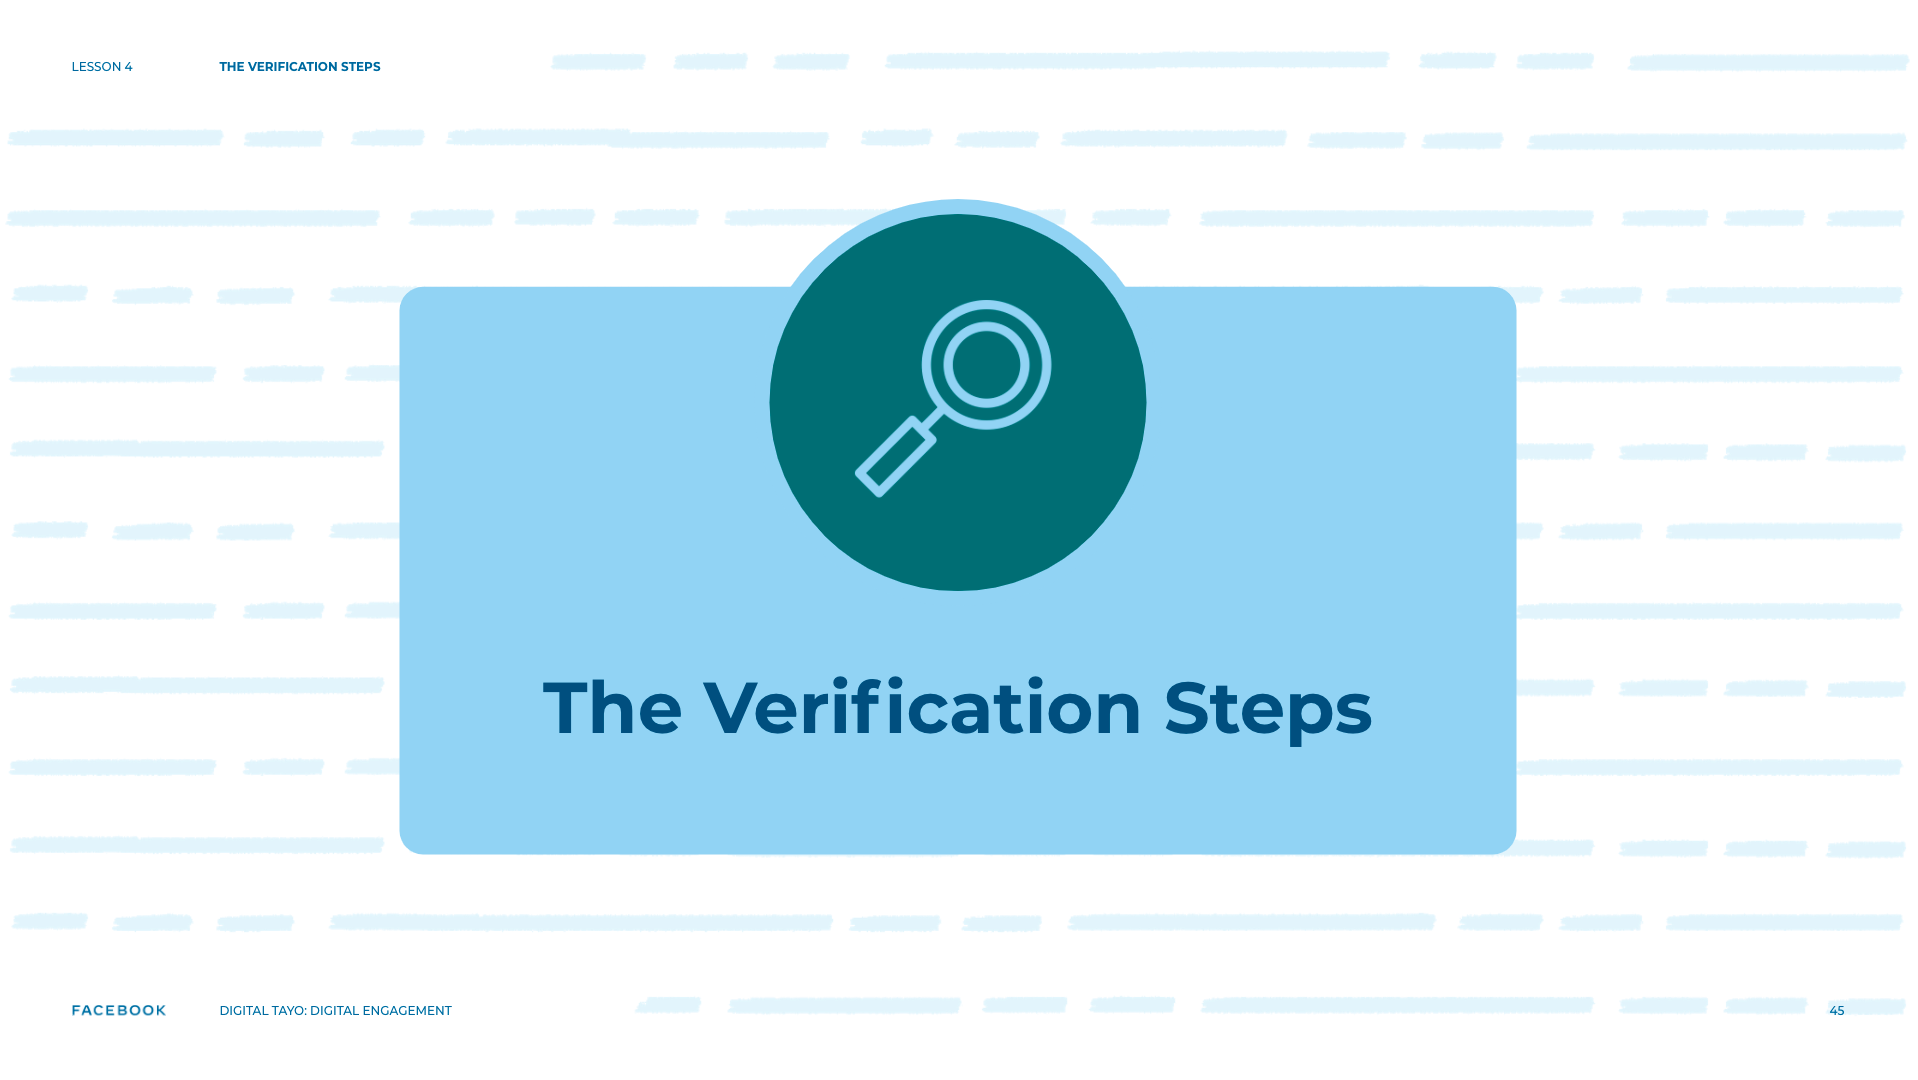 LESSON 4 THE VERIFICATION STEPS
The Verification Steps
FACEBOOK DIGITAL TAYO: DIGITAL ENGAGEMENT 45